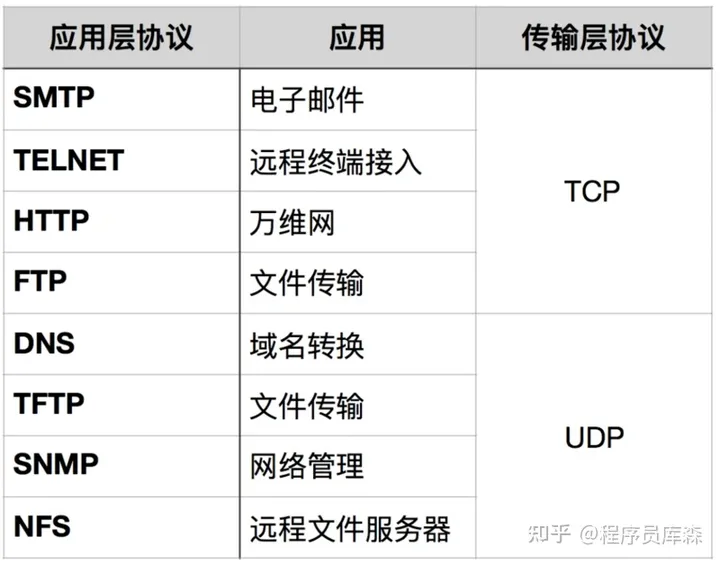 应用层协议 应用 传输层协议
SMTP 电子邮件
TELNET 远程终端接入
TCP
HTTP 万维网
FTP 文件传输
DNS 域名转换
TFTP 文件传输
UDP
SNMP 网络管理
NFS 远程文件服务器
知乎 @程序员库森